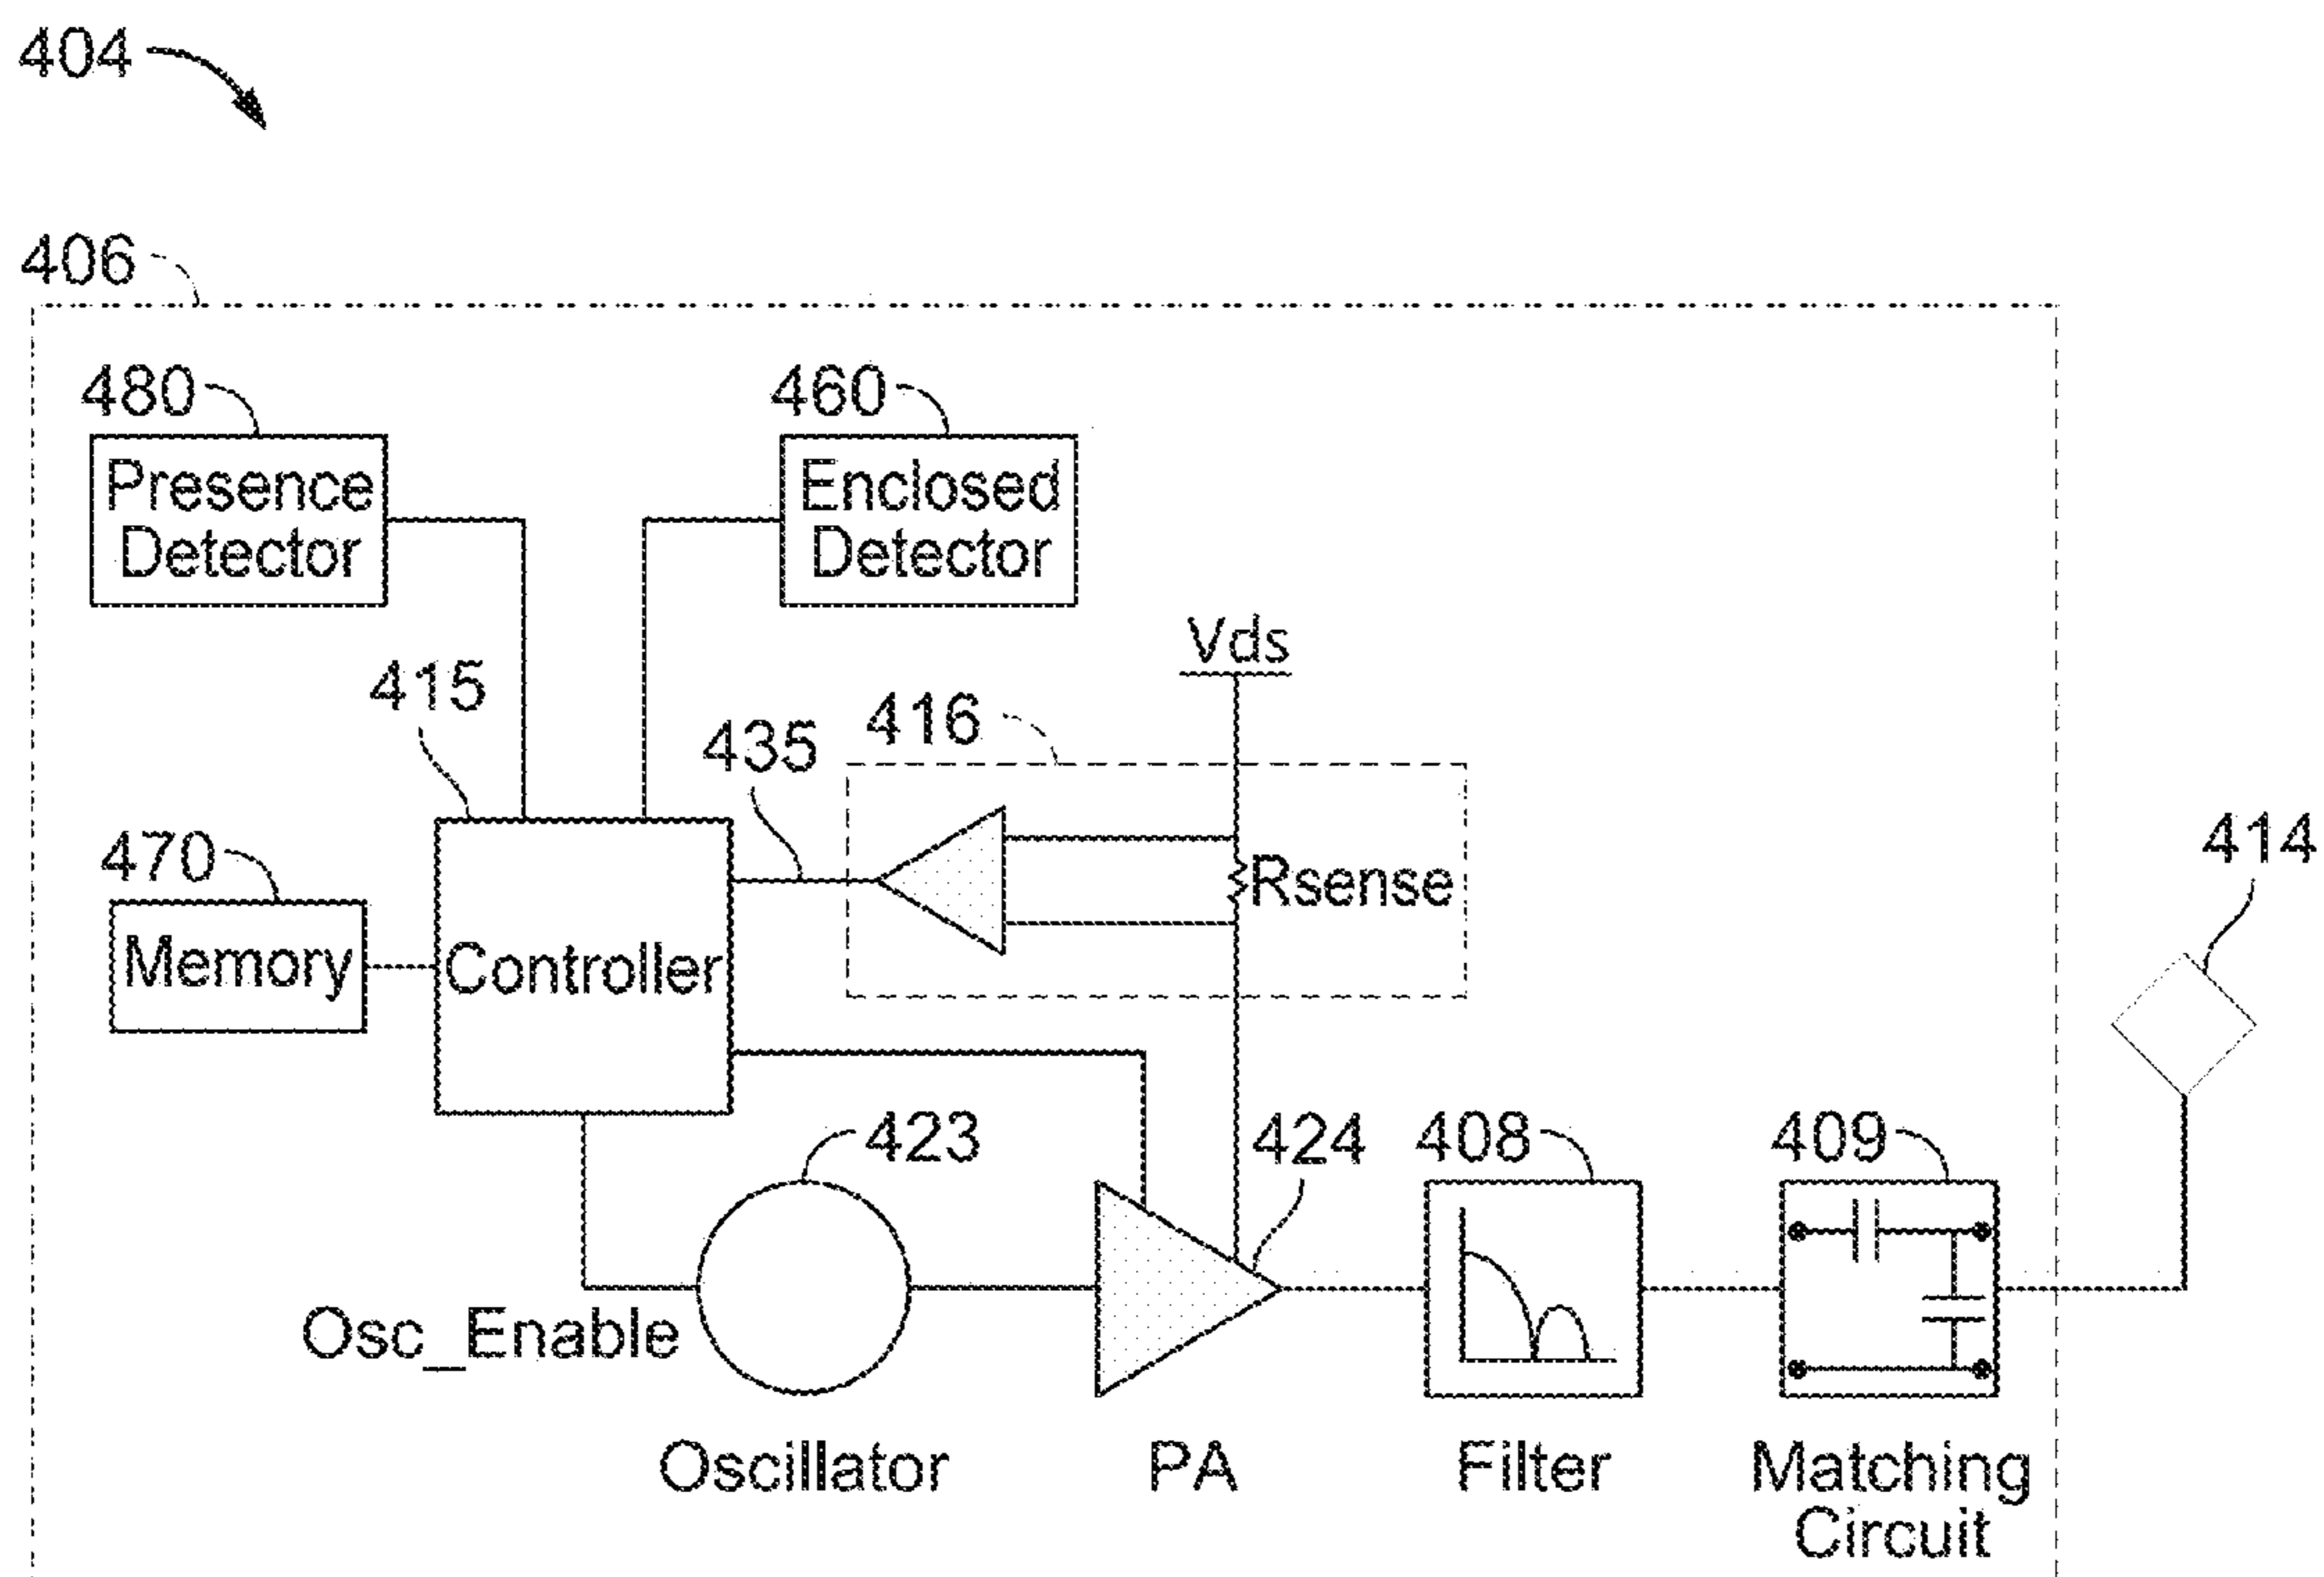 404
406
480
460
Presence
Detector
Enclosed
Detector
Vds
415
416
435
414
470
Rsense
Memory
Controller
423
424
408
409
Osc_Enable
Oscillator
PA
Filter
Matching
Circuit